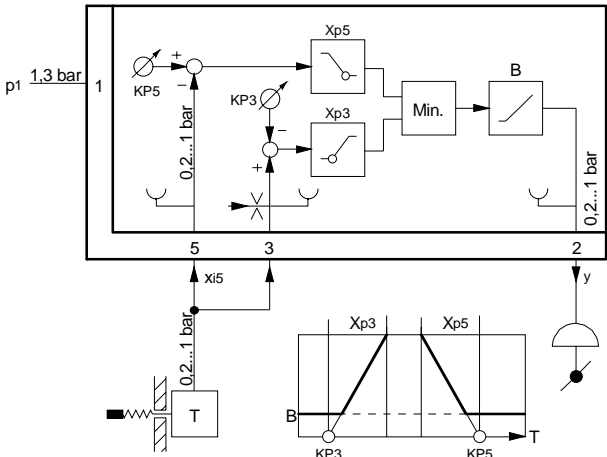 p1 1,3 bar
1
Xp5
+
KP5
−
KP3
−
Xp3
+
Min.
B
0,2...1 bar
0,2...1 bar
5
3
2
xi5
y
0,2...1 bar
T
Xp3
Xp5
B
T
KP3
KP5